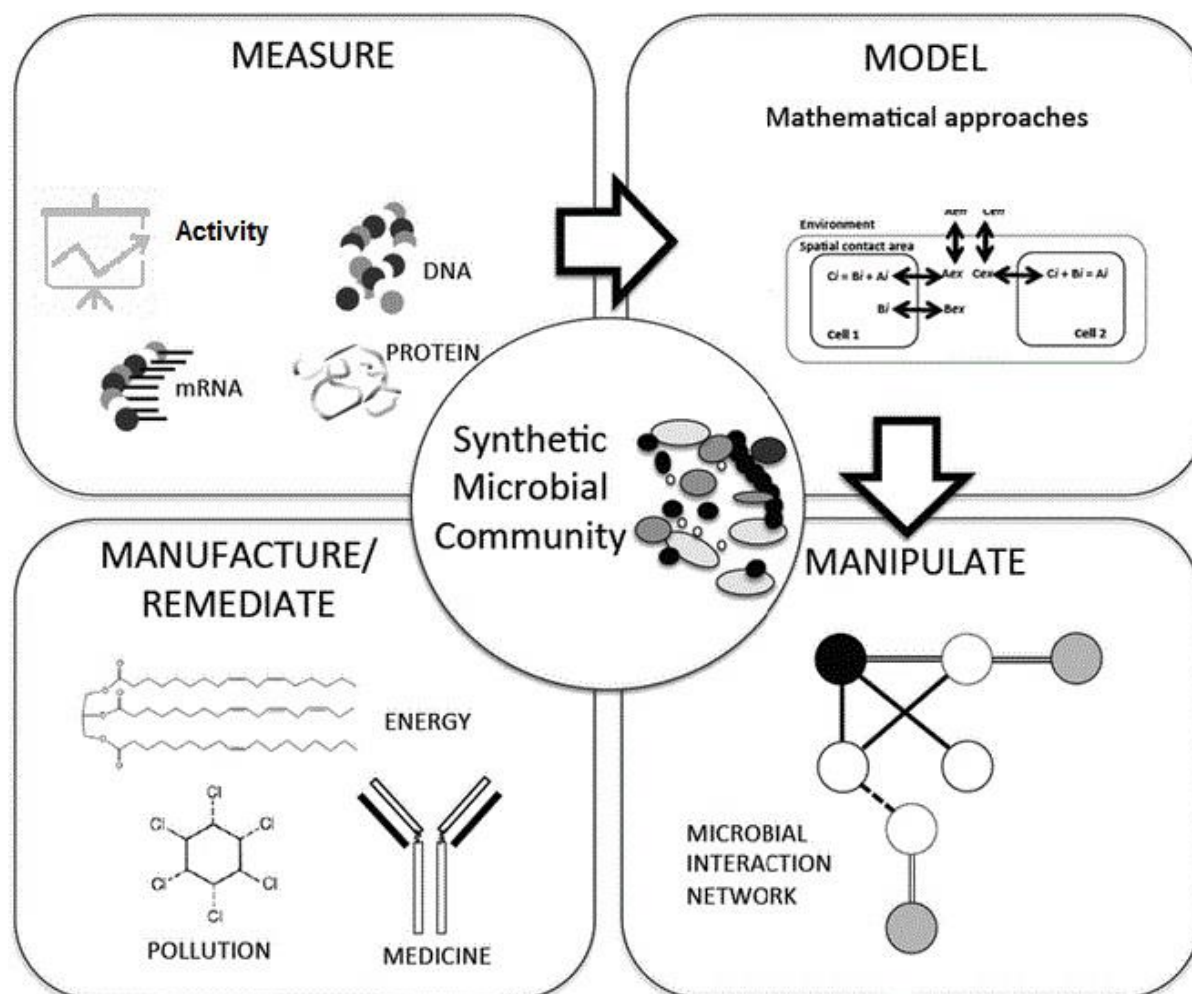 MEASURE
Activity
DNA
mRNA
PROTEIN
MODEL
Mathematical approaches
Environment
Spatial contact area
Ci = Bi + Ai
Aex
Cex
Ci + Bi = Ai
Bi
Bex
Cell 1
Cell 2
Synthetic
Microbial
Community
MANUFACTURE/
REMEDIATE
O
O
O
O
O
O
ENERGY
Cl
Cl
Cl
Cl
Cl
Cl
POLLUTION
MEDICINE
MANIPULATE
MICROBIAL
INTERACTION
NETWORK